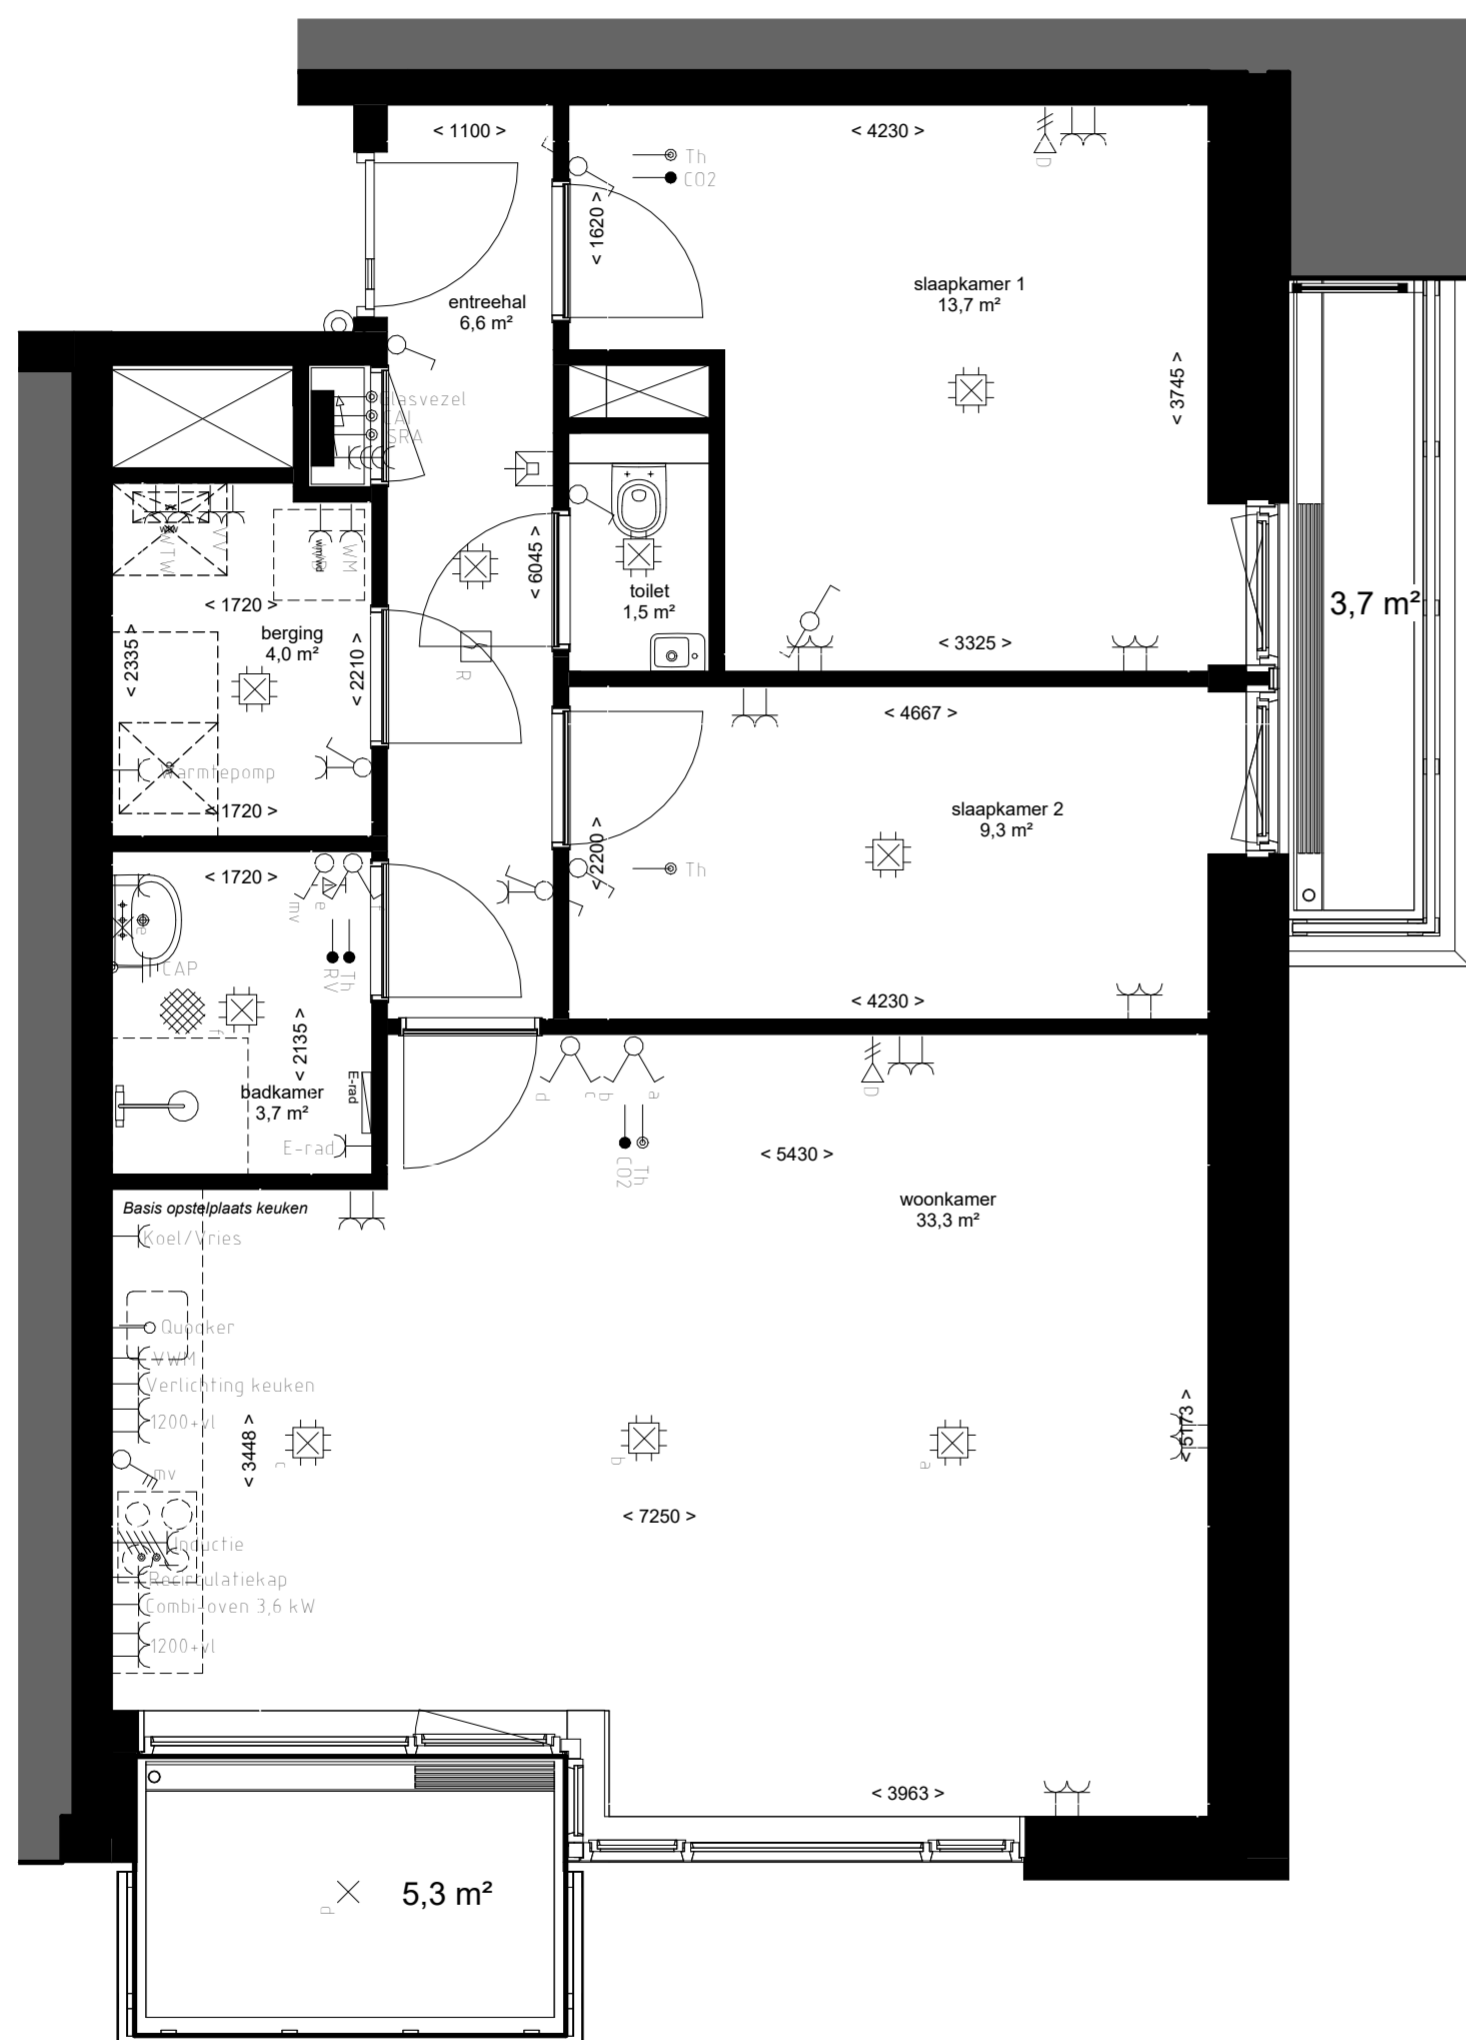 < 1100 >
< 4230 >
D
Th
CO2
< 1620 >
slaapkamer 1
13,7 m²
entreehal
6,6 m²
< 3745 >
Glasvezel
CAI
ISRA
< 6045 >
WTW
VV
wm/wd
WM
toilet
1,5 m²
3,7 m²
< 1720 >
berging
4,0 m²
< 2335 >
< 2210 >
< 3325 >
R
< 4667 >
Warmtepomp
< 1720 >
slaapkamer 2
9,3 m²
< 2200 >
Th
< 1720 >
mv
e
f
e
CAP
RV
Th
f
< 4230 >
< 2135 >
badkamer
3,7 m²
E-rad
E-rad
d
c
b
a
D
CO2
Th
< 5430 >
woonkamer
33,3 m²
Basis opstelplaats keuken
Koel/Vries
Quooker
VWM
Verlichting keuken
1200+vl
< 3448 >
mv
c
b
a
< 5173 >
< 7250 >
Inductie
Recirculatiekap
Combi-oven 3,6 kW
1200+vl
< 3963 >
d
5,3 m²